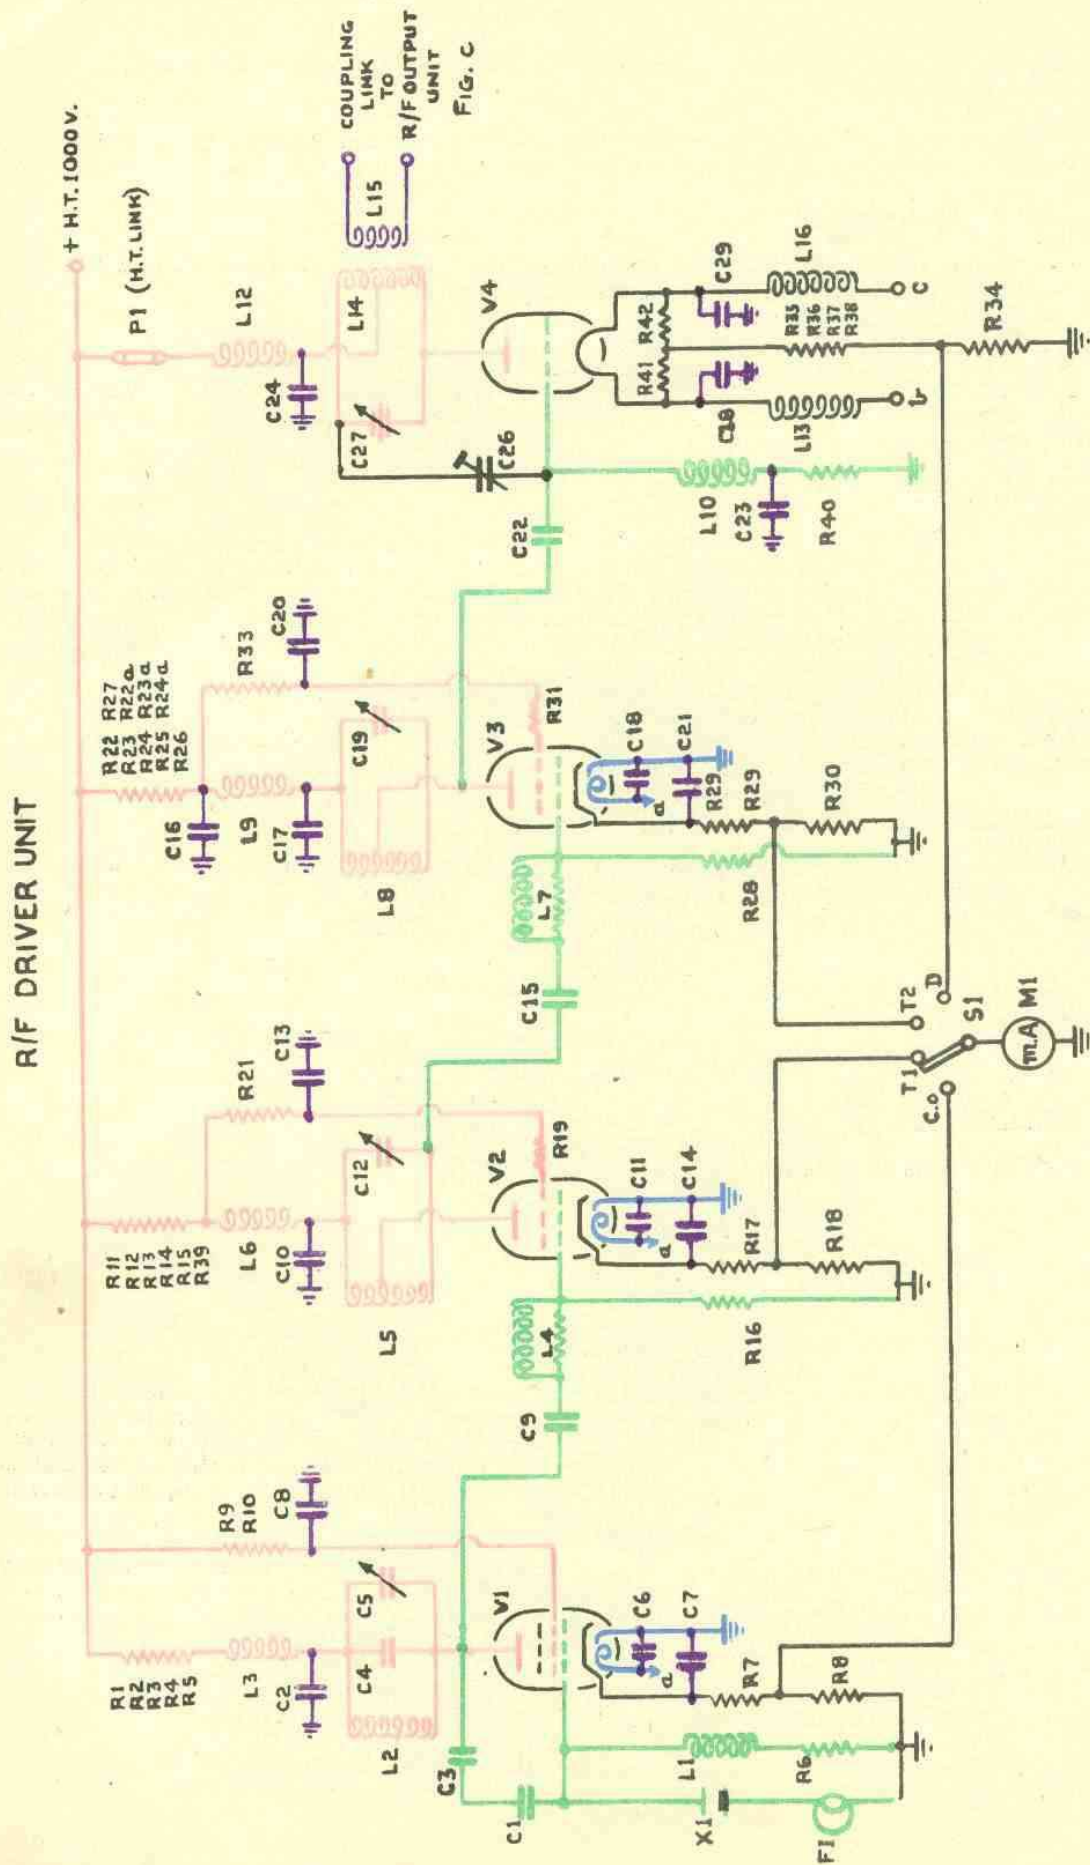 R/F DRIVER UNIT
+ H.T. 1000V.
P1 (H.T. LINK)
R1
R2
R3
R4
R5
L3
C2
R9
R10
C8
C4
C5
L2
C3
C1
V1
C6
C7
a
R7
R8
L1
R6
X1
F1
R11
R12
R13
R14
R15
R39
L6
C10
R21
C13
C12
L5
C9
L4
V2
R19
C11
C14
a
R17
R18
R16
R22 R27
R23 R22a
R24 R23a
R25 R24a
R26
C16
L9
C17
R33
C20
C19
L8
C15
L7
V3
R31
C18
C21
a
R29
R29
R30
R28
L12
C24
L14
C27
C26
C22
V4
L15
COUPLING
LINK
TO
R/F OUTPUT
UNIT
FIG. C
L10
C23
R40
R41
R42
C18
C29
L13
L16
R35
R36
R37
R38
b
c
R34
C.O
T1
T2
D
S1
m.A
M1